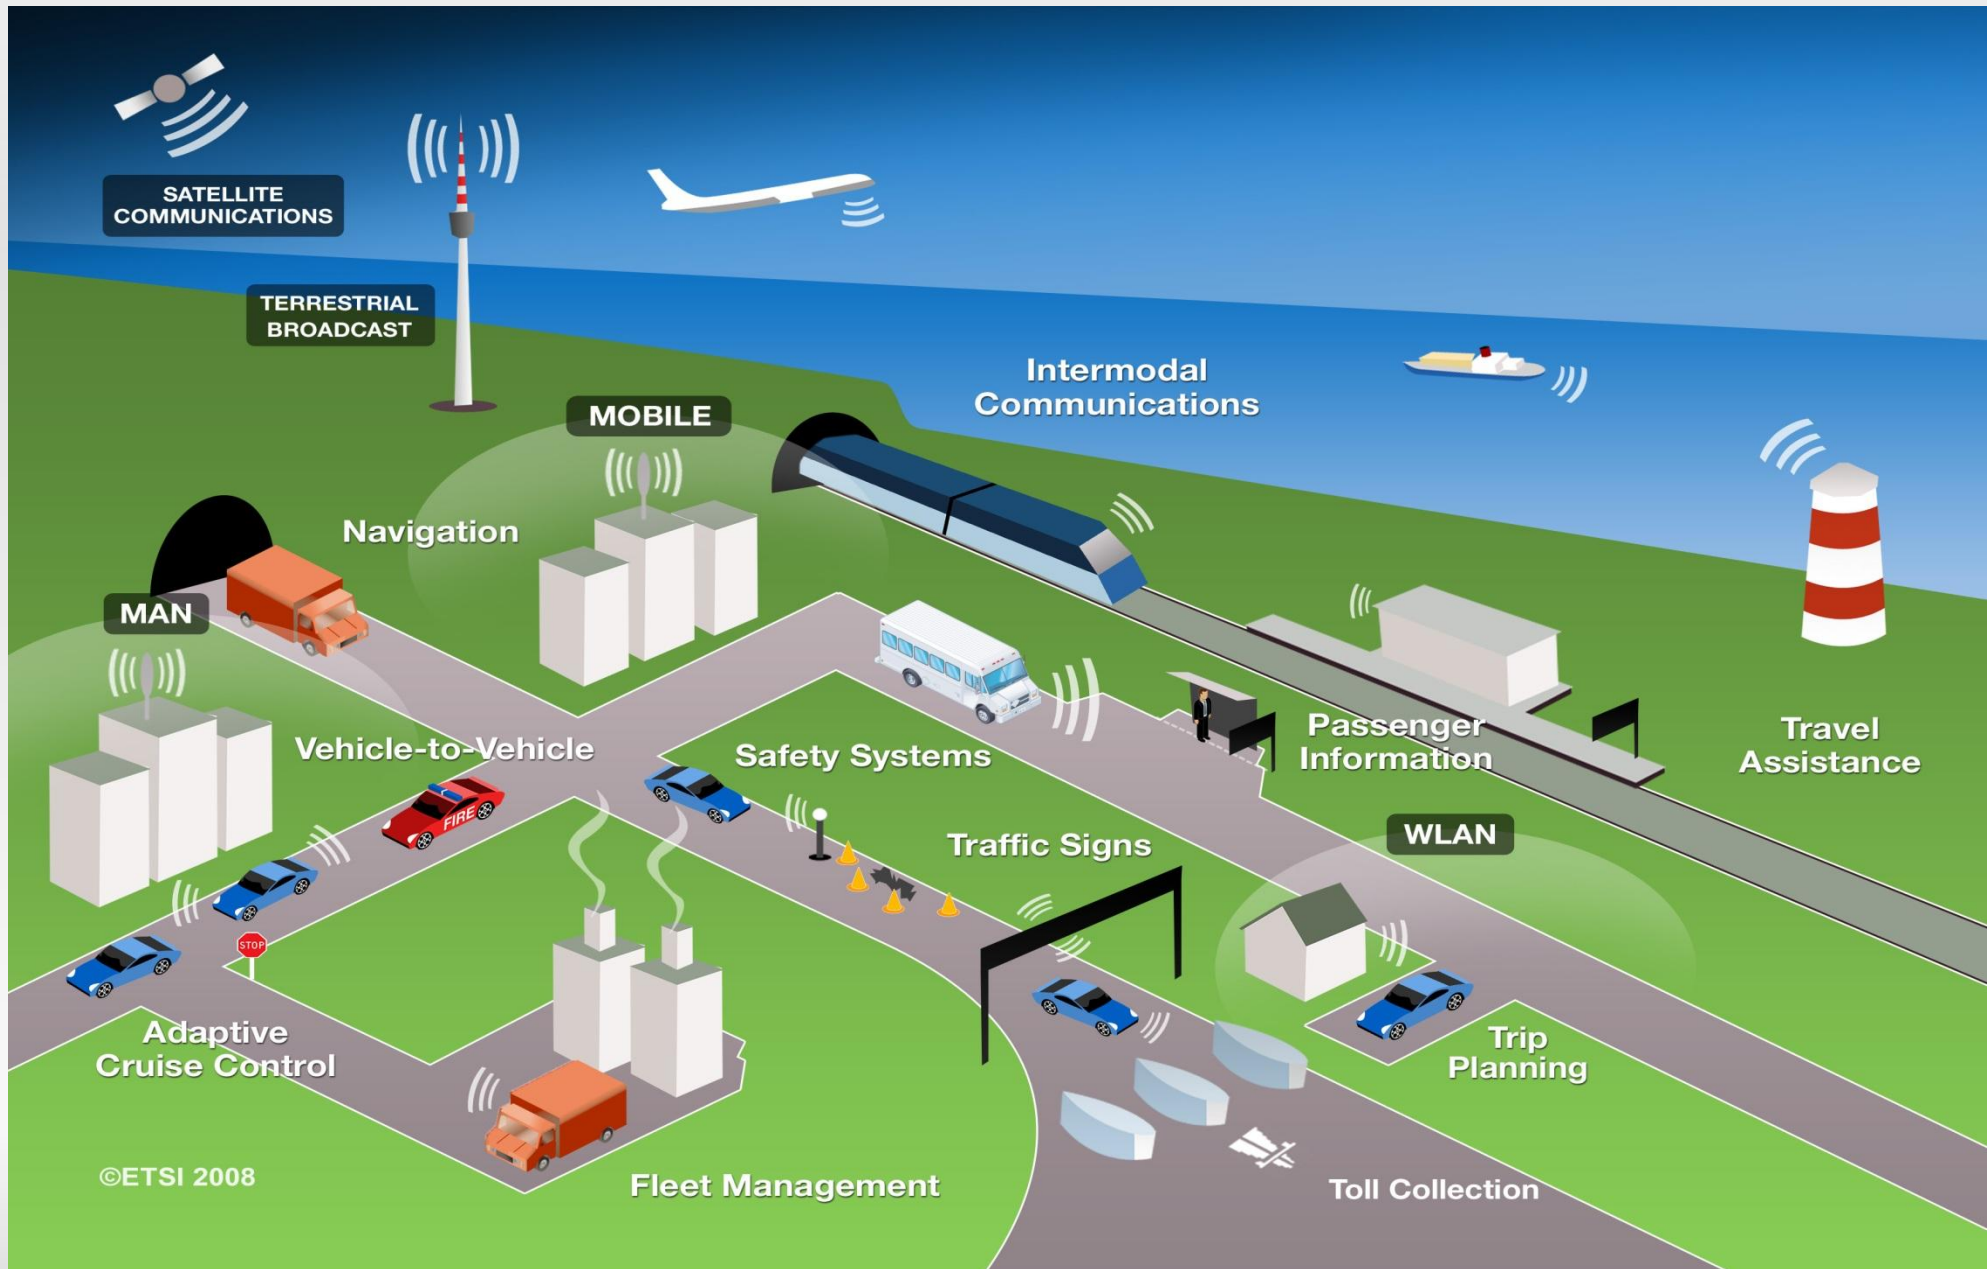 SATELLITE
COMMUNICATIONS
TERRESTRIAL
BROADCAST
Intermodal
Communications
MOBILE
Navigation
MAN
Vehicle-to-Vehicle
Safety Systems
Passenger
Information
Travel
Assistance
FIRE
Traffic Signs
WLAN
STOP
Adaptive
Cruise Control
Trip
Planning
©ETSI 2008
Fleet Management
Toll Collection